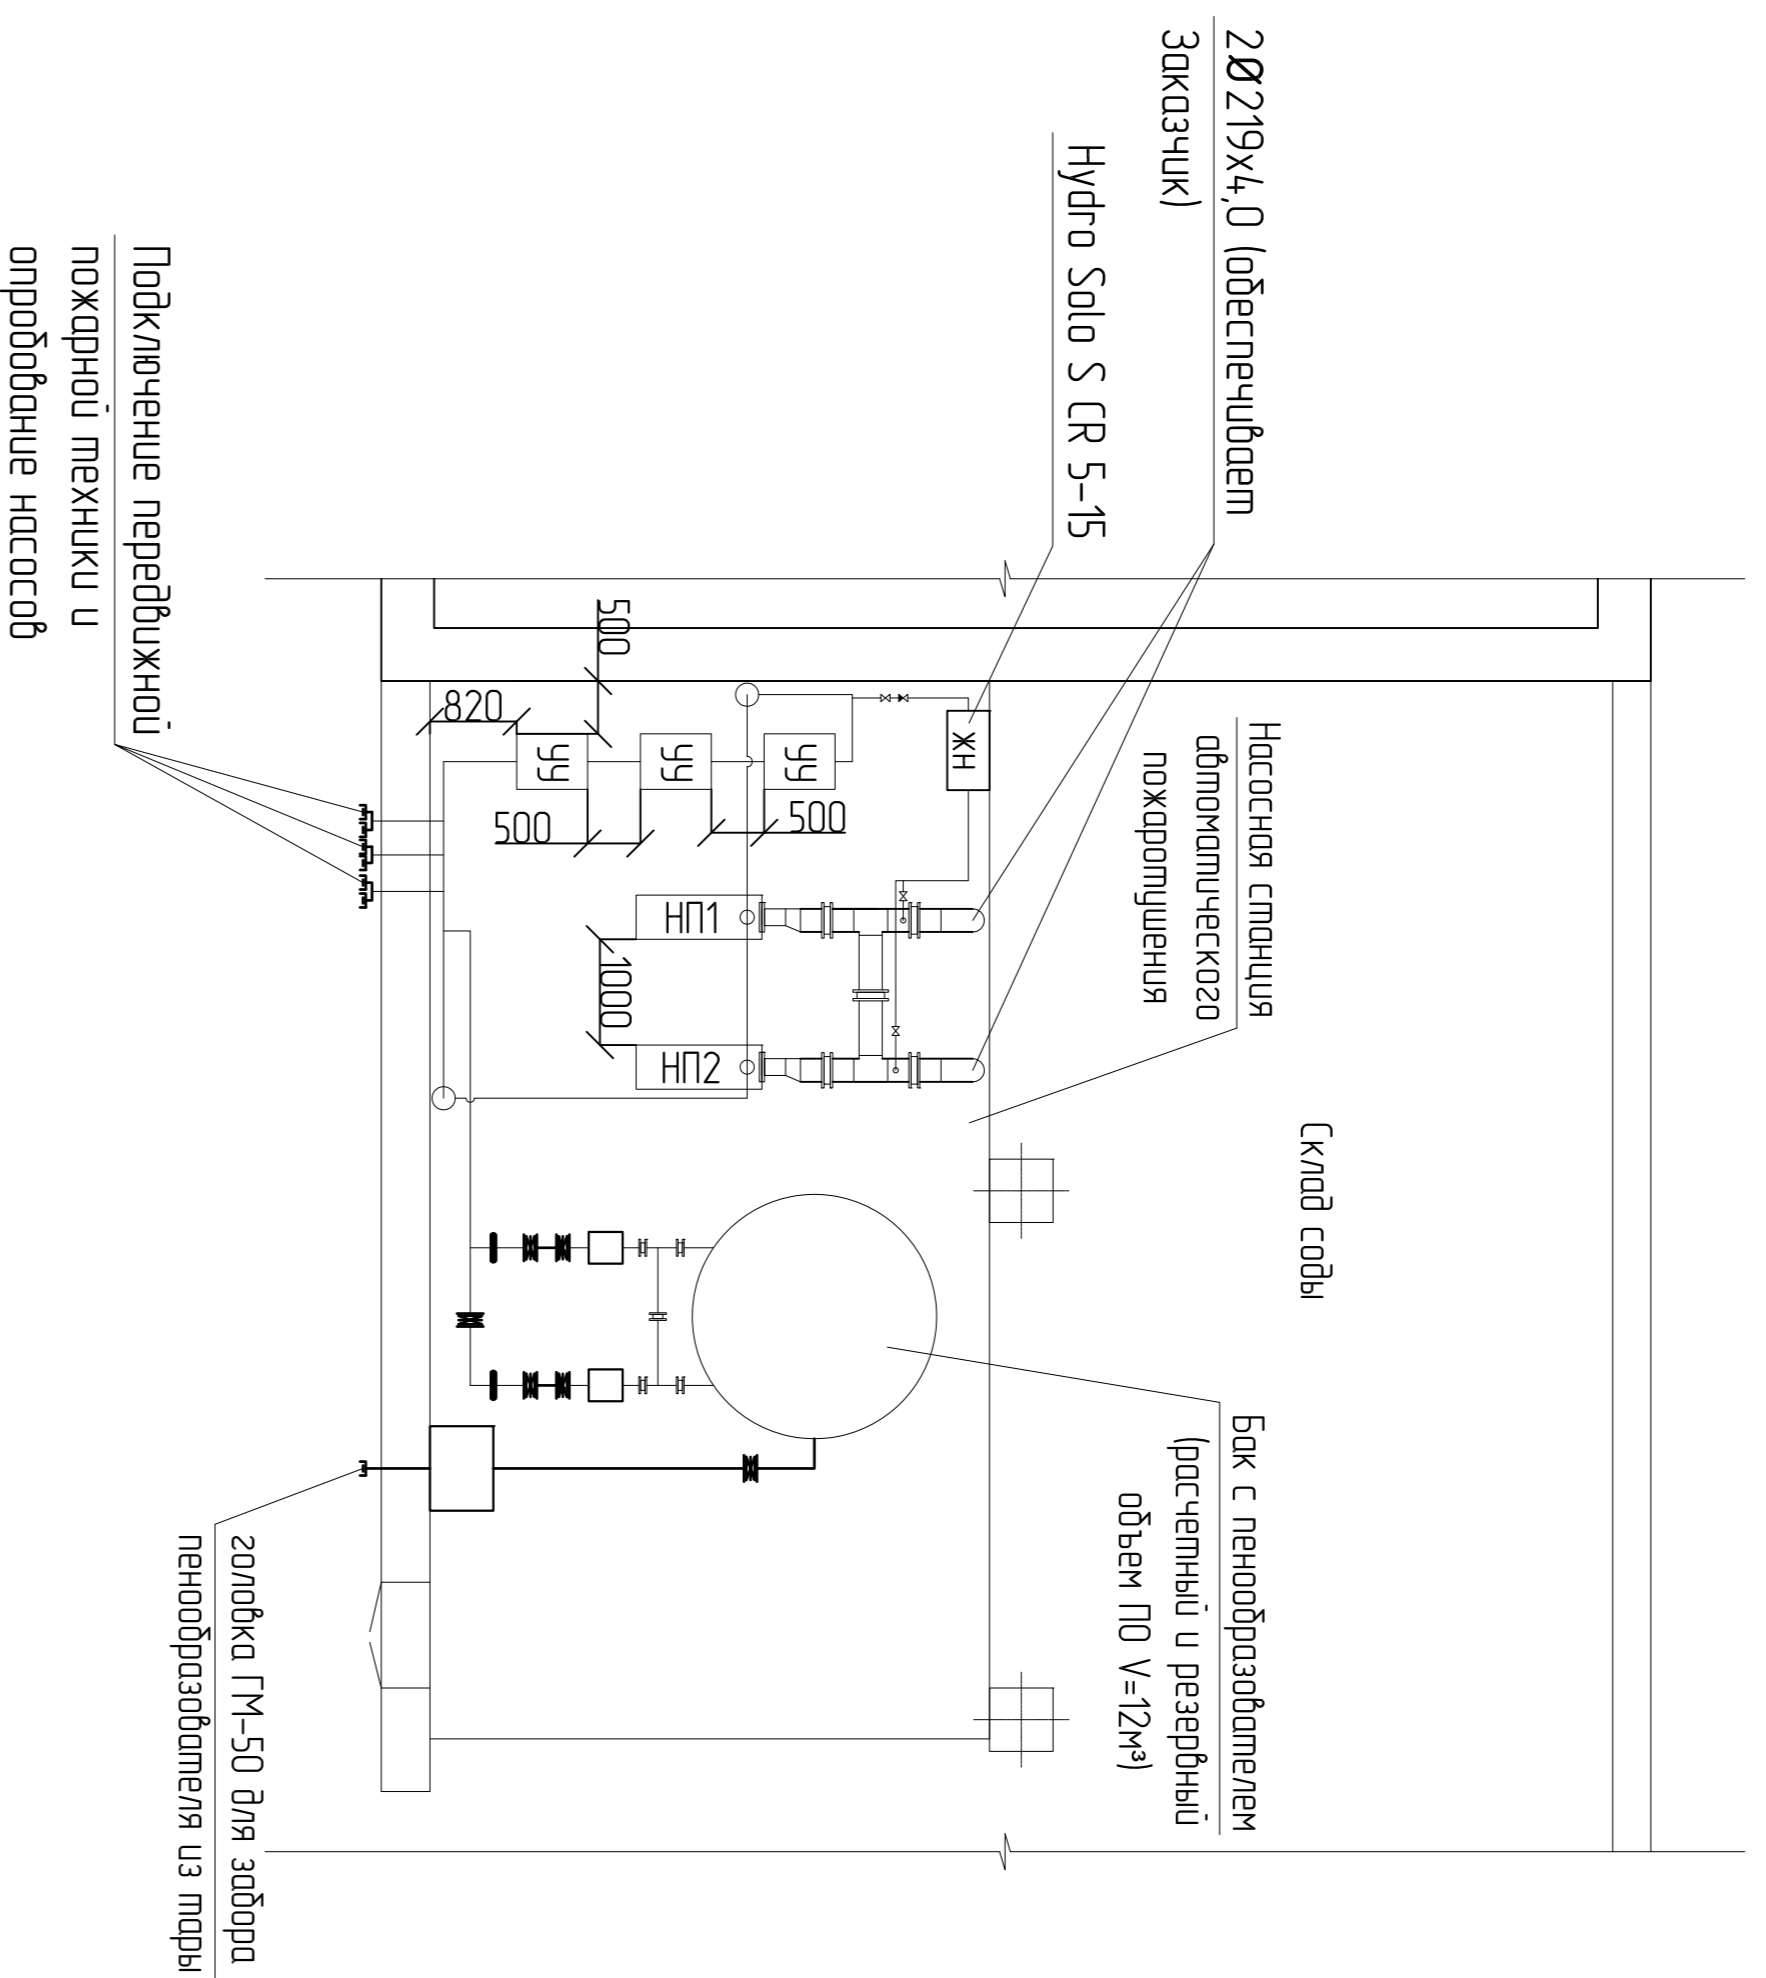 2Ø219х4,0 (обеспечивает
Заказчик)
Hydro Solo S CR 5-15
Подключение передвижной
пожарной техники и
опробование насосов
500
820
УУ
УУ
УУ
500
500
НЖ
НП1
1000
НП2
Насосная станция
автоматического
пожаротушения
Склад соды
Бак с пенообразователем
(расчетный и резервный
объем ПО V=12м³)
головка ГМ-50 для забора
пенообразователя из тары